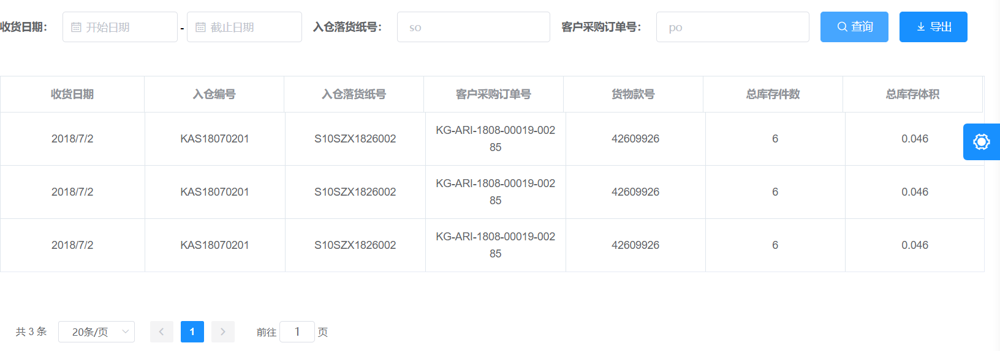 收货日期： 开始日期 - 截止日期 入仓落货纸号： so 客户采购订单号： po 查询 导出
收货日期 入仓编号 入仓落货纸号 客户采购订单号 货物款号 总库存件数 总库存体积
2018/7/2 KAS18070201 S10SZX1826002 KG-ARI-1808-00019-002 42609926 6 0.046
85
2018/7/2 KAS18070201 S10SZX1826002 KG-ARI-1808-00019-002 42609926 6 0.046
85
2018/7/2 KAS18070201 S10SZX1826002 KG-ARI-1808-00019-002 42609926 6 0.046
85
共 3 条 20条/页 1 前往 1 页